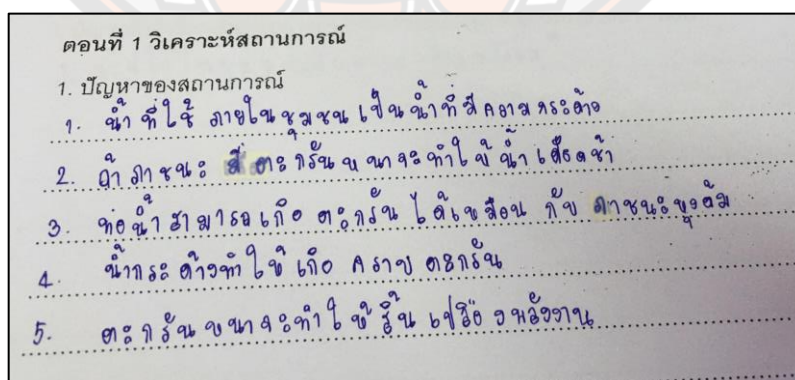 ตอนที่ 1 วิเคราะห์สถานการณ์
1. ปัญหาของสถานการณ์
1. น้ำ ที่ใช้ ภายในชุมชน เป็นน้ำที่มีความกระด้าง
2. ถ้าภาชนะ มี ตะกรันหนาจะทำให้น้ำเดือดช้า
3. ท่อน้ำสามารถเกิด ตะกรัน ได้เหมือน กับ ภาชนะหุงต้ม
4. น้ำกระด้างทำให้เกิด คราบ ตะกรัน
5. ตะกรันหนาจะทำให้สิ้นเปลืองพลังงาน